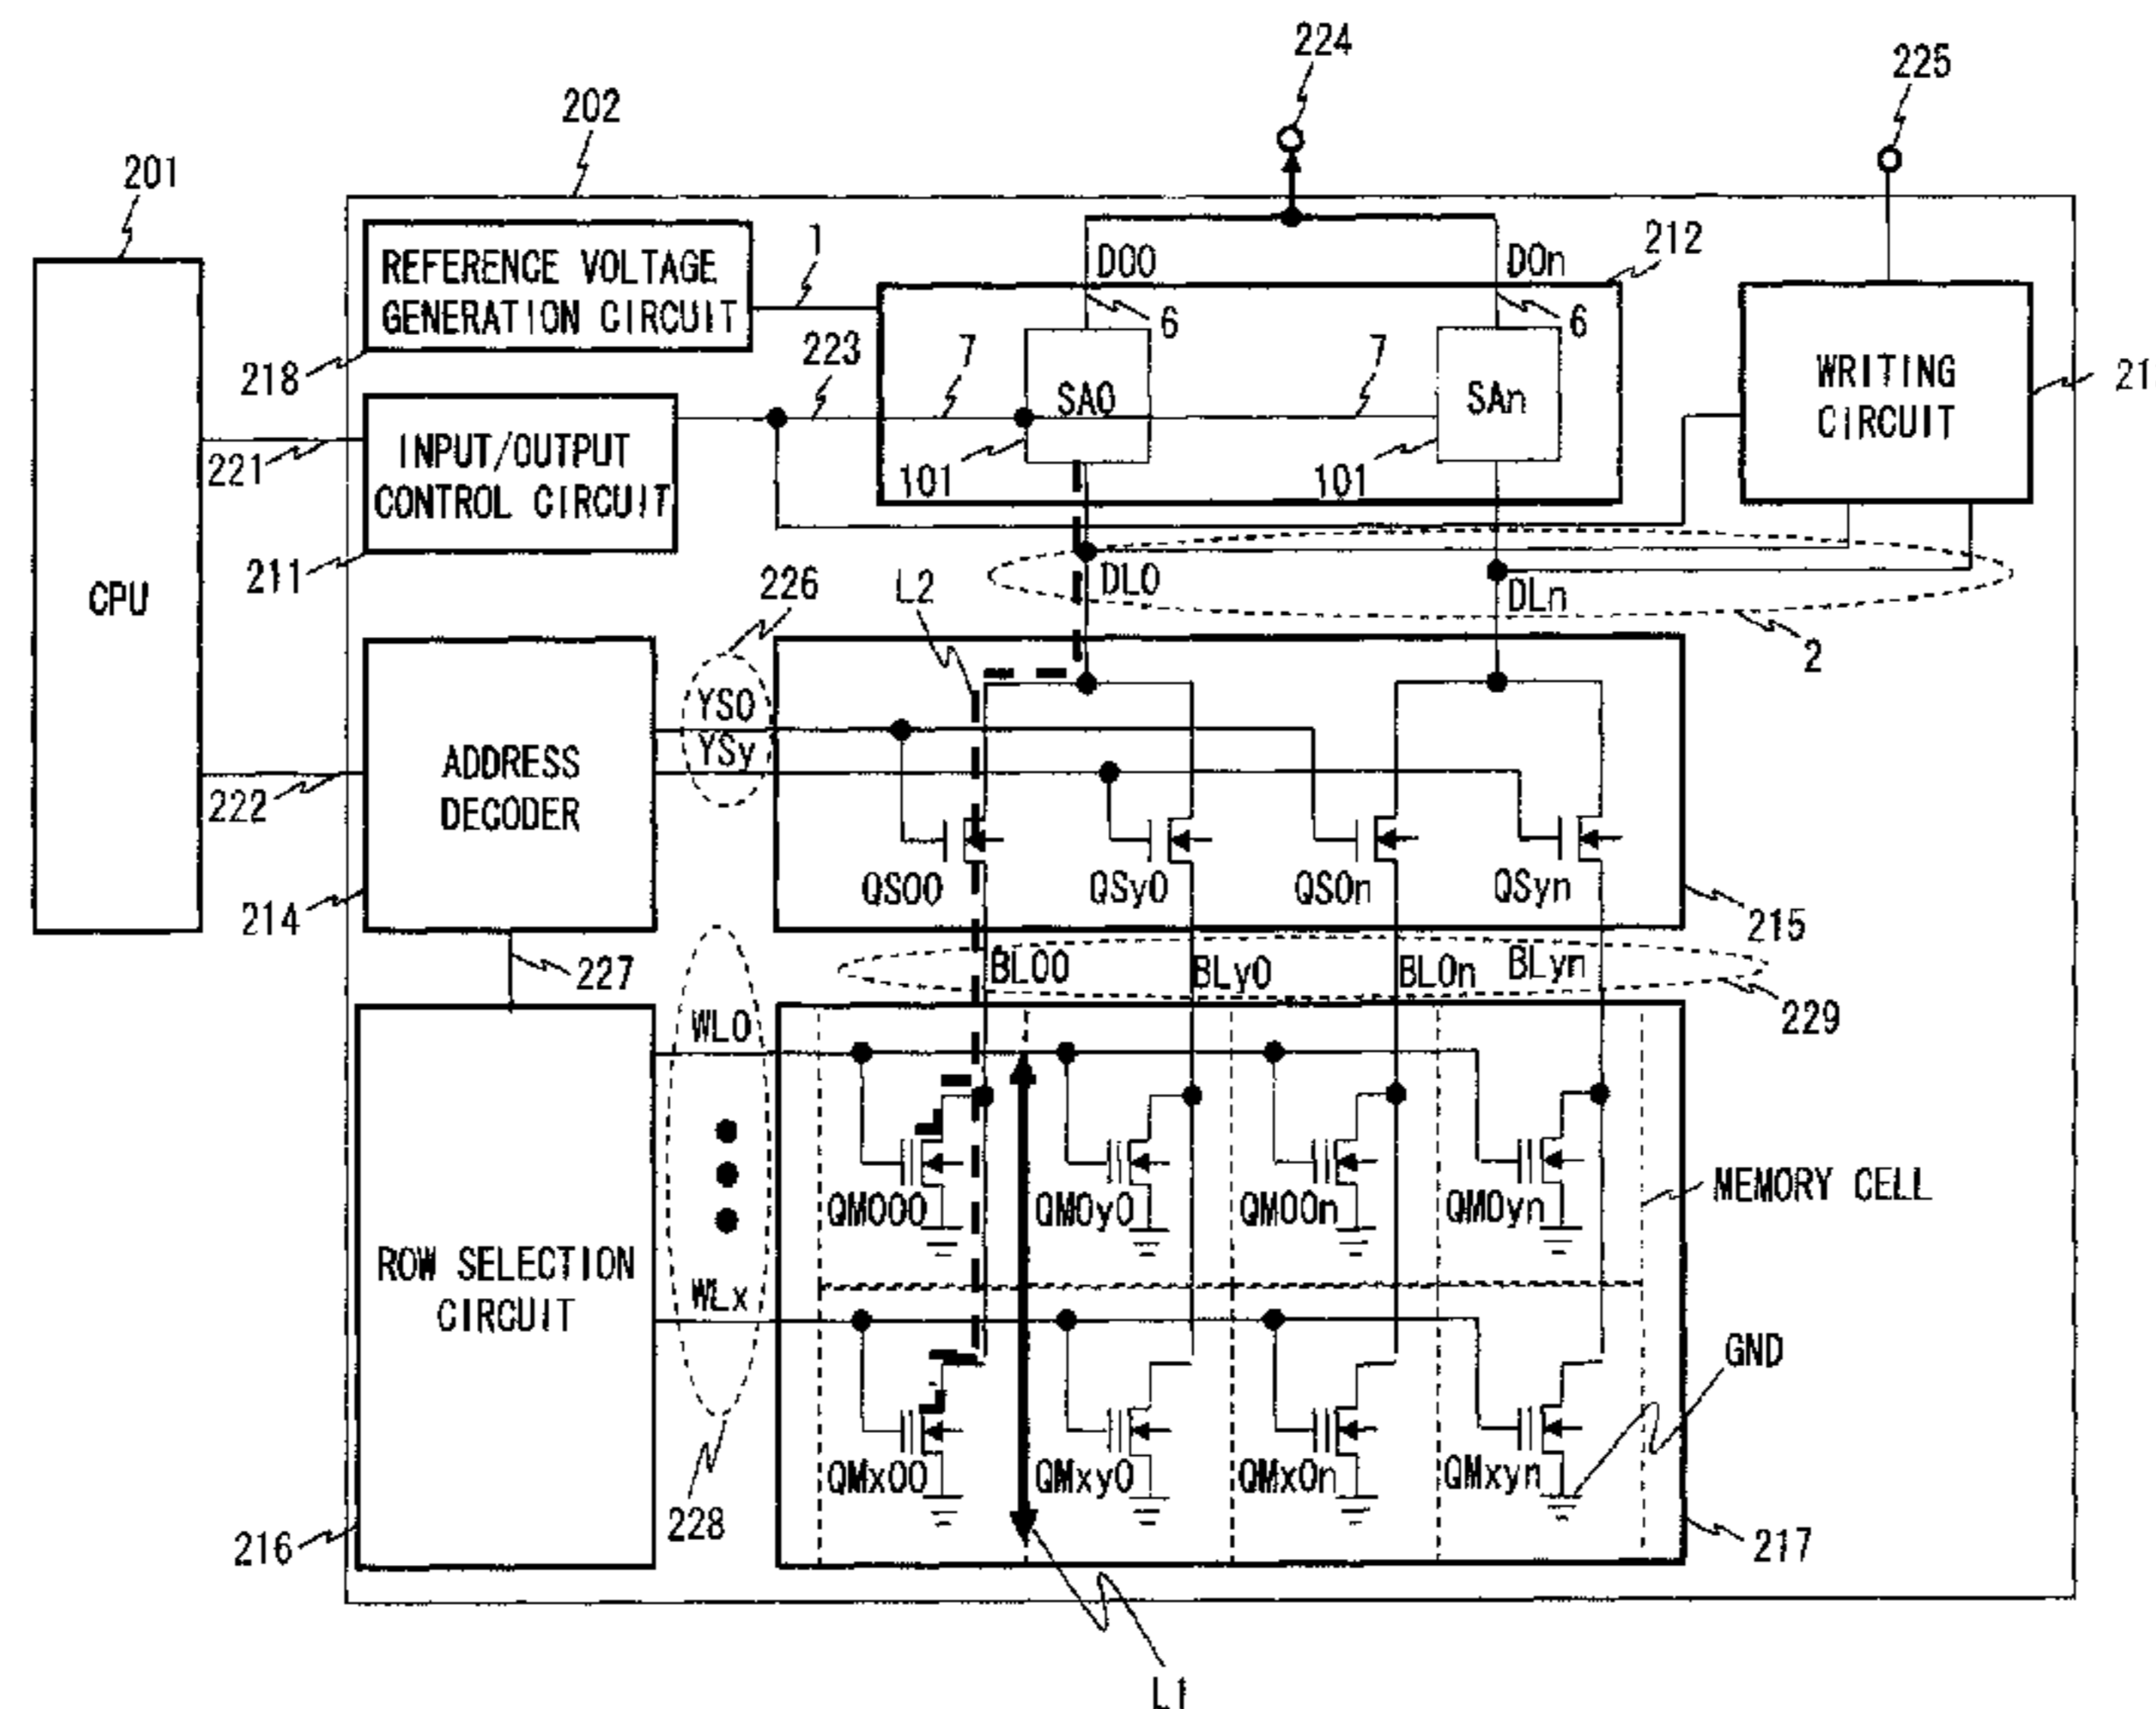 224
225
202
201
REFERENCE VOLTAGE
GENERATION CIRCUIT
1
DO0
DOn
212
6
6
218
223
7
7
SA0
SAn
WRITING
CIRCUIT
21
INPUT/OUTPUT
CONTROL CIRCUIT
221
101
101
211
226
L2
DL0
DLn
2
CPU
YS0
YSy
ADDRESS
DECODER
222
QS00
QSy0
QS0n
QSyn
214
215
227
BL00
BLy0
BL0n
BLyn
229
WL0
QM000
QM0y0
QM00n
QM0yn
MEMORY CELL
ROW SELECTION
CIRCUIT
WLx
GND
QMx00
QMxy0
QMx0n
QMxyn
216
228
217
L1